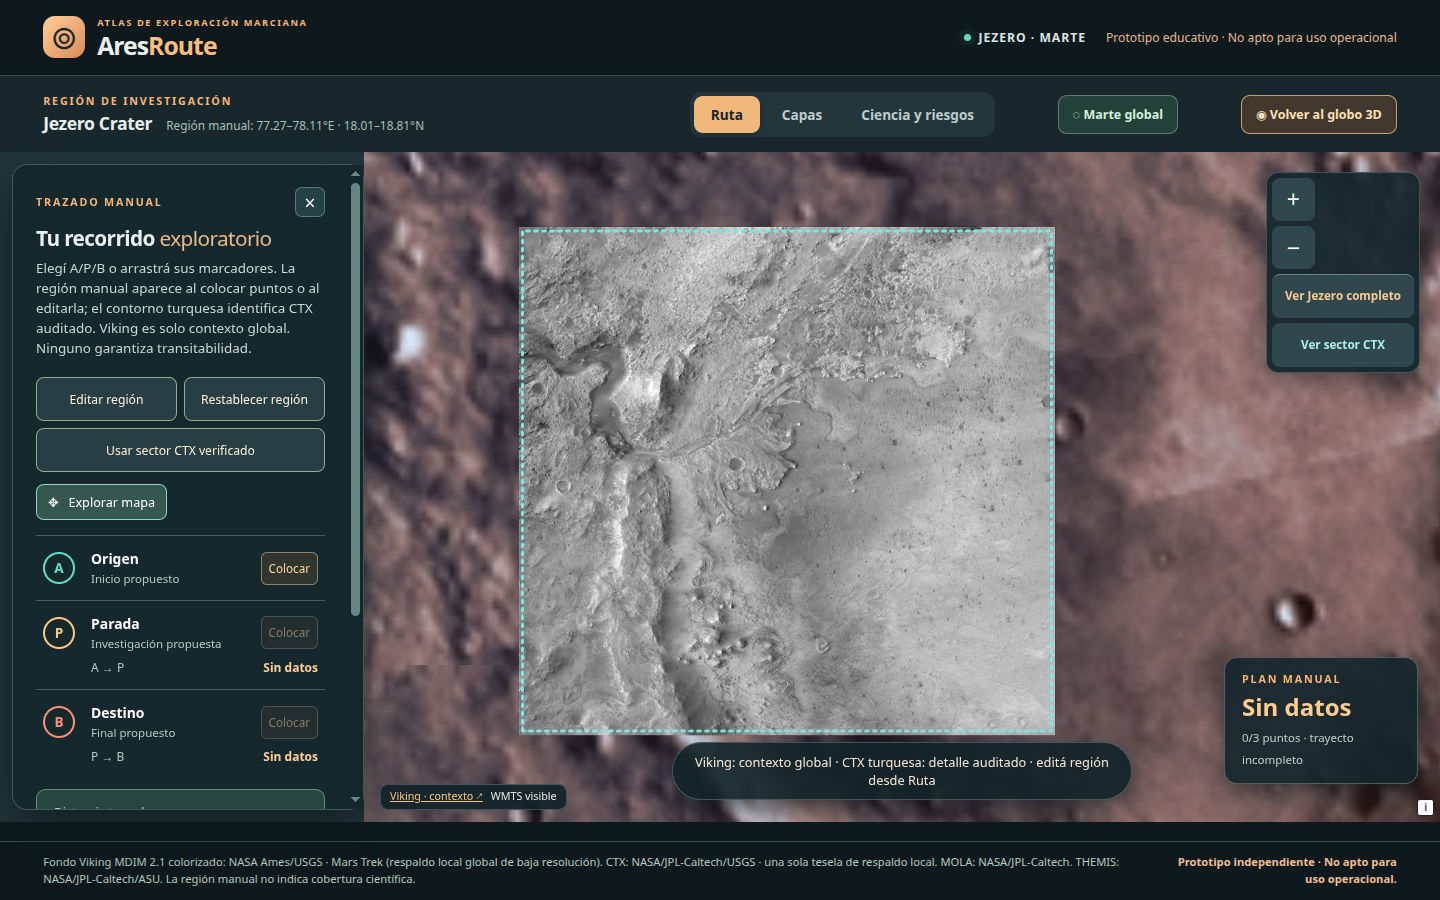 ATLAS DE EXPLORACIÓN MARCIANA
AresRoute
JEZERO · MARTE
Prototipo educativo · No apto para uso operacional
REGIÓN DE INVESTIGACIÓN
Jezero Crater
Región manual: 77.27–78.11°E · 18.01–18.81°N
Ruta
Capas
Ciencia y riesgos
Marte global
Volver al globo 3D
TRAZADO MANUAL
×
Tu recorrido exploratorio
Elegí A/P/B o arrastrá sus marcadores. La
región manual aparece al colocar puntos o al
editarla; el contorno turquesa identifica CTX
auditado. Viking es solo contexto global.
Ninguno garantiza transitabilidad.
Editar región
Restablecer región
Usar sector CTX verificado
Explorar mapa
A
Origen
Inicio propuesto
Colocar
P
Parada
Investigación propuesta
Colocar
A → P
Sin datos
B
Destino
Final propuesto
Colocar
P → B
Sin datos
+
−
Ver Jezero completo
Ver sector CTX
PLAN MANUAL
Sin datos
0/3 puntos · trayecto
incompleto
Viking: contexto global · CTX turquesa: detalle auditado · editá región
desde Ruta
Viking · contexto ↗ WMTS visible
i
Fondo Viking MDIM 2.1 colorizado: NASA Ames/USGS · Mars Trek (respaldo local global de baja resolución). CTX: NASA/JPL-Caltech/USGS · una sola tesela de respaldo local. MOLA: NASA/JPL-Caltech. THEMIS:
NASA/JPL-Caltech/ASU. La región manual no indica cobertura científica.
Prototipo independiente · No apto para
uso operacional.